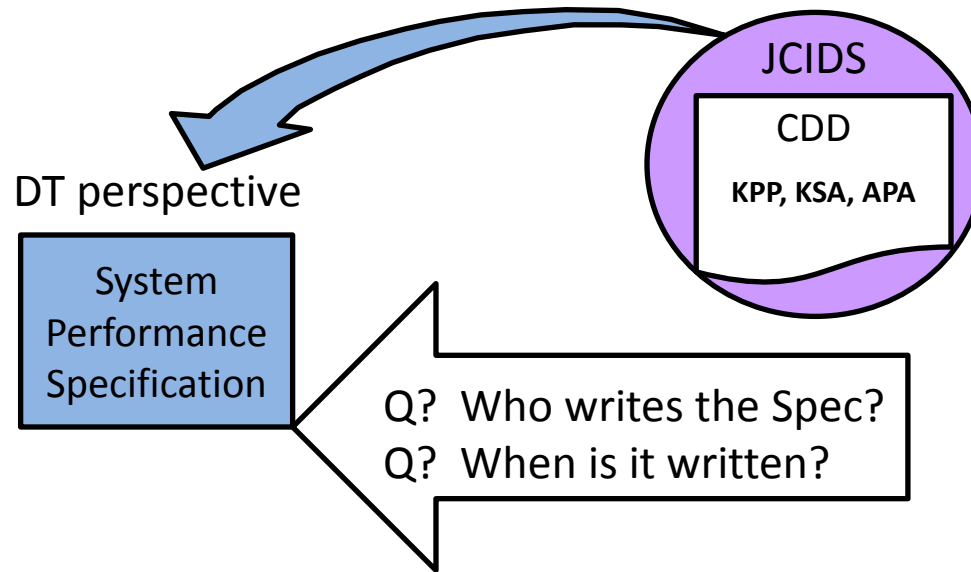 JCIDS
CDD
KPP, KSA, APA
DT perspective
System
Performance
Specification
Q?  Who writes the Spec?
Q?  When is it written?